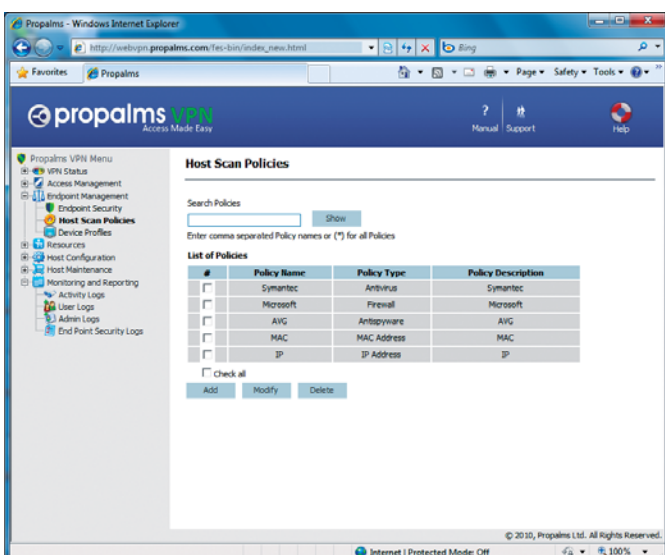 Propalms - Windows Internet Explorer
http://webvpn.propalms.com/fes-bin/index_new.html
Bing
Favorites
Propalms
Page
Safety
Tools
»
propalms VPN
Access Made Easy
?
Manual
Support
Help
Propalms VPN Menu
VPN Status
Access Management
Endpoint Management
Endpoint Security
Host Scan Policies
Device Profiles
Resources
Host Configuration
Host Maintenance
Monitoring and Reporting
Activity Logs
User Logs
Admin Logs
End Point Security Logs
Host Scan Policies
Search Policies
Show
Enter comma separated Policy names or (*) for all Policies
List of Policies
# Policy Name Policy Type Policy Description
Symantec Antivirus Symantec
Microsoft Firewall Microsoft
AVG Antispyware AVG
MAC MAC Address MAC
IP IP Address IP
Check all
Add Modify Delete
© 2010, Propalms Ltd. All Rights Reserved.
Internet | Protected Mode: Off
100%